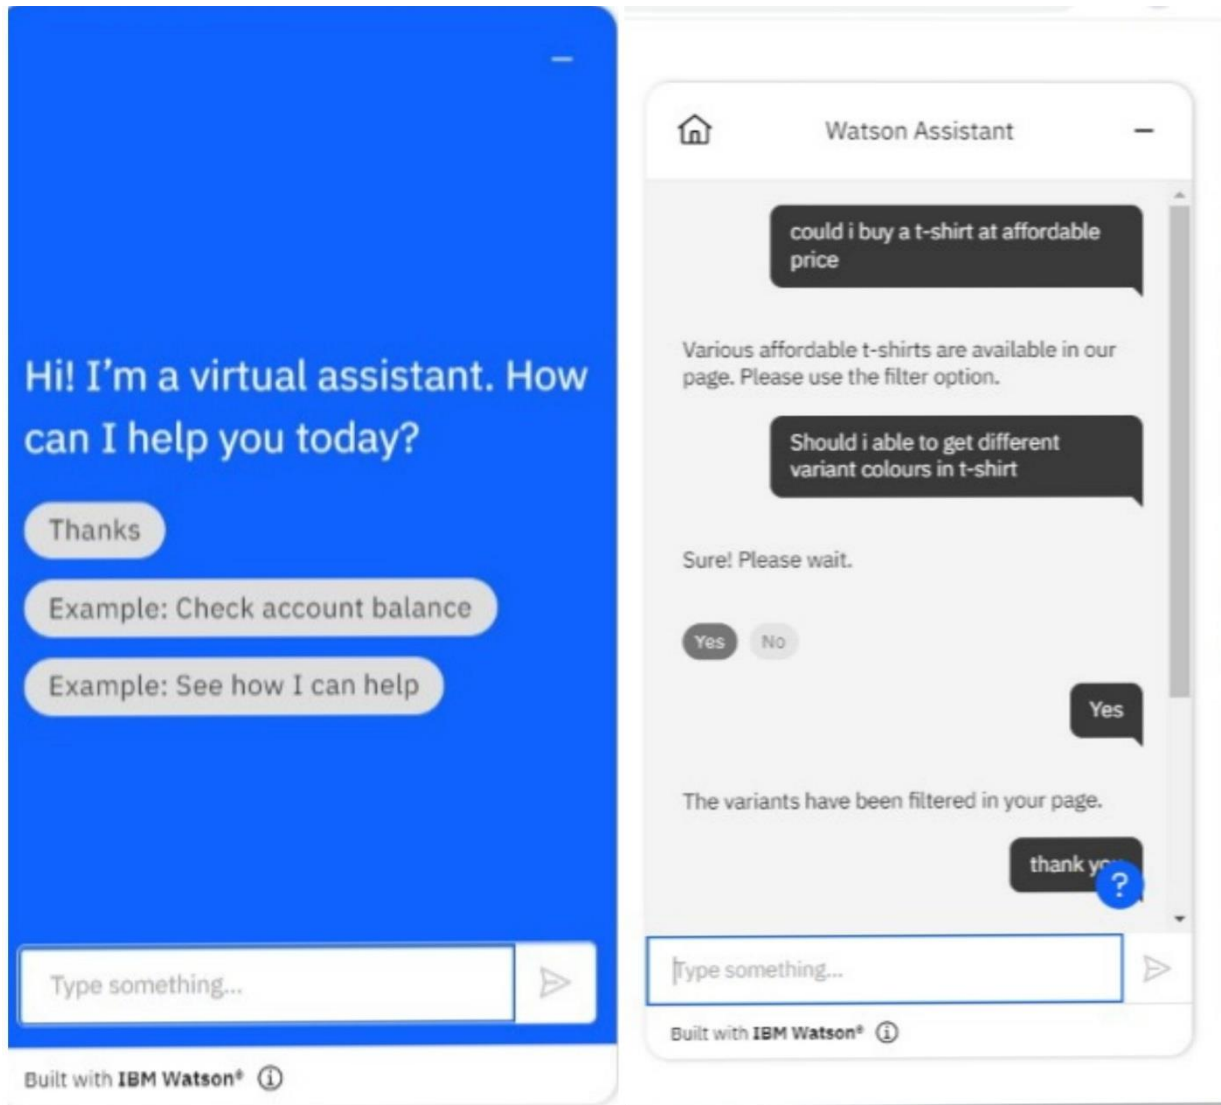 Hi! I'm a virtual assistant. How
can I help you today?
Thanks
Example: Check account balance
Example: See how I can help
Type something...
Built with IBM Watson®
Watson Assistant
could i buy a t-shirt at affordable
price
Various affordable t-shirts are available in our
page. Please use the filter option.
Should i able to get different
variant colours in t-shirt
Sure! Please wait.
Yes No
Yes
The variants have been filtered in your page.
thank you
?
Type something...
Built with IBM Watson®